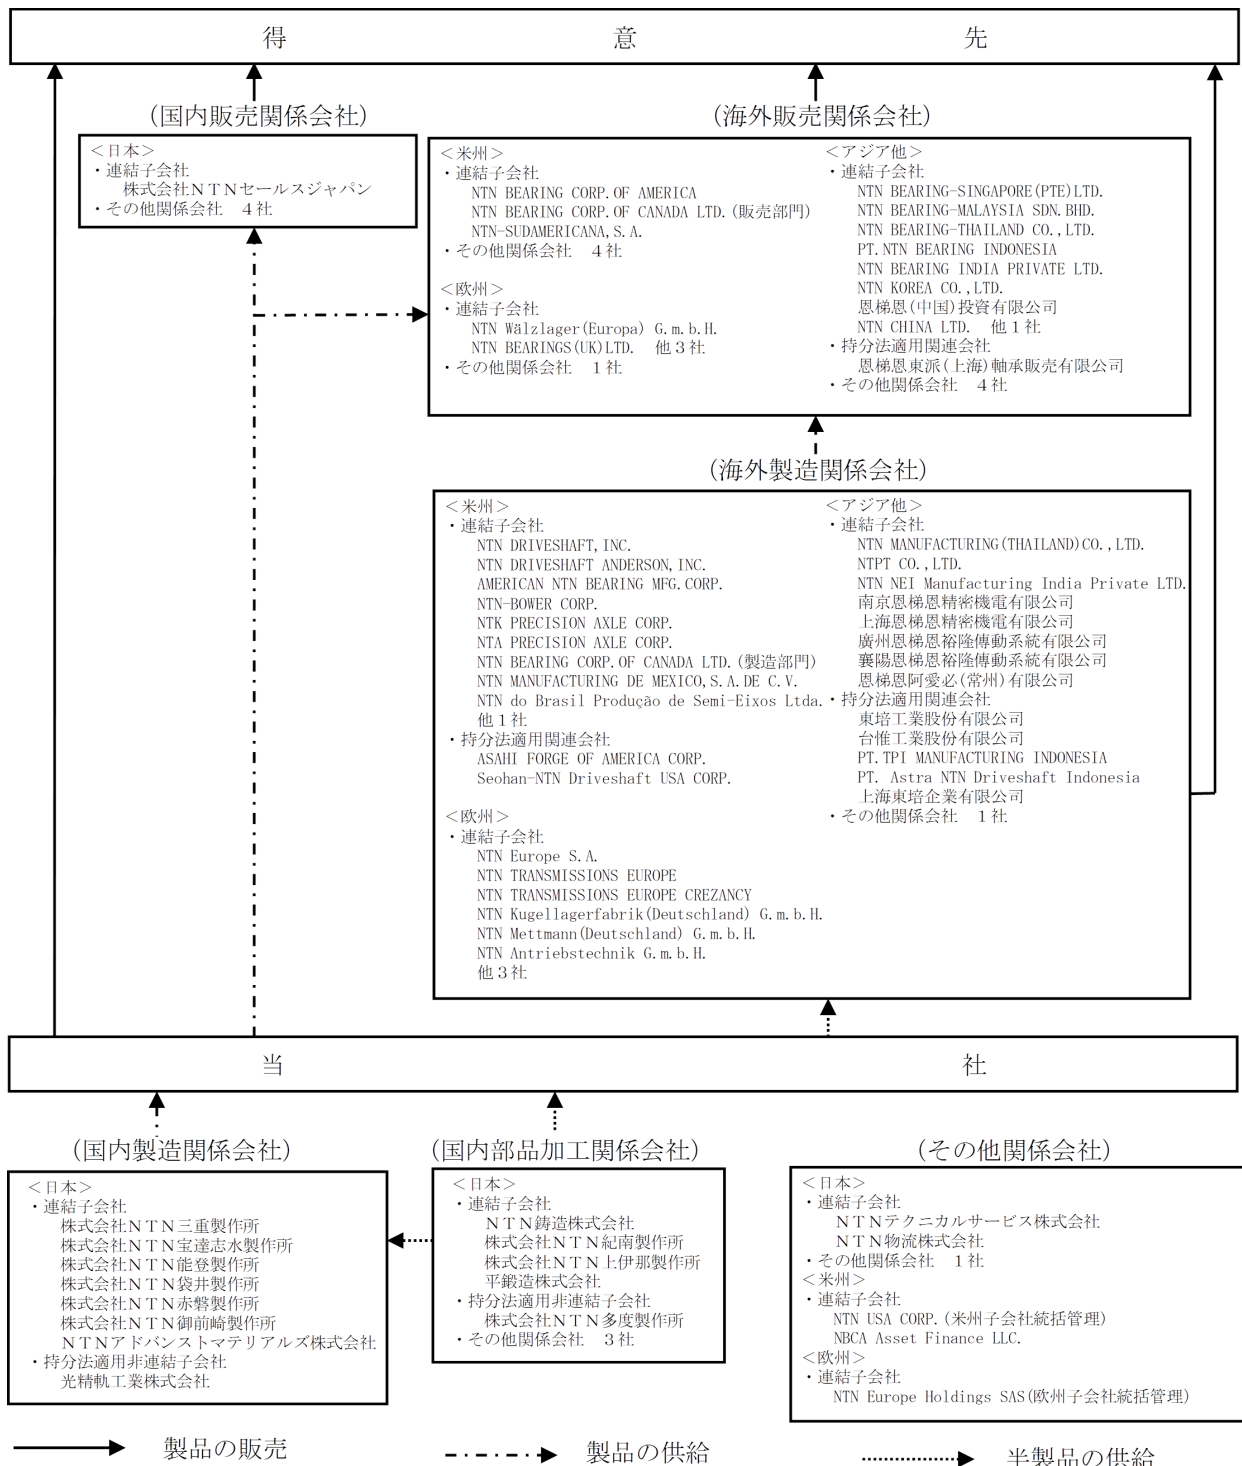 得意先
(国内販売関係会社)
＜日本＞
・連結子会社
株式会社ＮＴＮセールスジャパン
・その他関係会社　４社
(海外販売関係会社)
＜米州＞
・連結子会社
NTN BEARING CORP.OF AMERICA
NTN BEARING CORP.OF CANADA LTD.(販売部門)
NTN-SUDAMERICANA,S.A.
・その他関係会社　４社
＜欧州＞
・連結子会社
NTN Wälzlager(Europa) G.m.b.H.
NTN BEARINGS(UK)LTD.　他３社
・その他関係会社　１社
＜アジア他＞
・連結子会社
NTN BEARING-SINGAPORE(PTE)LTD.
NTN BEARING-MALAYSIA SDN.BHD.
NTN BEARING-THAILAND CO.,LTD.
PT.NTN BEARING INDONESIA
NTN BEARING INDIA PRIVATE LTD.
NTN KOREA CO.,LTD.
恩梯恩(中国)投資有限公司
NTN CHINA LTD.　他１社
・持分法適用関連会社
恩梯恩東派(上海)軸承販売有限公司
・その他関係会社　４社
(海外製造関係会社)
＜米州＞
・連結子会社
NTN DRIVESHAFT,INC.
NTN DRIVESHAFT ANDERSON,INC.
AMERICAN NTN BEARING MFG.CORP.
NTN-BOWER CORP.
NTK PRECISION AXLE CORP.
NTA PRECISION AXLE CORP.
NTN BEARING CORP.OF CANADA LTD.(製造部門)
NTN MANUFACTURING DE MEXICO,S.A.DE C.V.
NTN do Brasil Produção de Semi-Eixos Ltda.
他１社
・持分法適用関連会社
ASAHI FORGE OF AMERICA CORP.
Seohan-NTN Driveshaft USA CORP.
＜欧州＞
・連結子会社
NTN Europe S.A.
NTN TRANSMISSIONS EUROPE
NTN TRANSMISSIONS EUROPE CREZANCY
NTN Kugellagerfabrik(Deutschland) G.m.b.H.
NTN Mettmann(Deutschland) G.m.b.H.
NTN Antriebstechnik G.m.b.H.
他３社
＜アジア他＞
・連結子会社
NTN MANUFACTURING(THAILAND)CO.,LTD.
NTPT CO.,LTD.
NTN NEI Manufacturing India Private LTD.
南京恩梯恩精密機電有限公司
上海恩梯恩精密機電有限公司
廣州恩梯恩裕隆傳動系統有限公司
襄陽恩梯恩裕隆傳動系統有限公司
恩梯恩阿愛必(常州)有限公司
・持分法適用関連会社
東培工業股份有限公司
台惟工業股份有限公司
PT.TPI MANUFACTURING INDONESIA
PT. Astra NTN Driveshaft Indonesia
上海東培企業有限公司
・その他関係会社　１社
当社
(国内製造関係会社)
＜日本＞
・連結子会社
株式会社ＮＴＮ三重製作所
株式会社ＮＴＮ宝達志水製作所
株式会社ＮＴＮ能登製作所
株式会社ＮＴＮ袋井製作所
株式会社ＮＴＮ赤磐製作所
株式会社ＮＴＮ御前崎製作所
ＮＴＮアドバンストマテリアルズ株式会社
・持分法適用非連結子会社
光精軌工業株式会社
(国内部品加工関係会社)
＜日本＞
・連結子会社
ＮＴＮ鋳造株式会社
株式会社ＮＴＮ紀南製作所
株式会社ＮＴＮ上伊那製作所
平鍛造株式会社
・持分法適用非連結子会社
株式会社ＮＴＮ多度製作所
・その他関係会社　３社
(その他関係会社)
＜日本＞
・連結子会社
ＮＴＮテクニカルサービス株式会社
ＮＴＮ物流株式会社
・その他関係会社　１社
＜米州＞
・連結子会社
NTN USA CORP.(米州子会社統括管理)
NBCA Asset Finance LLC.
＜欧州＞
・連結子会社
NTN Europe Holdings SAS(欧州子会社統括管理)
製品の販売
製品の供給
半製品の供給